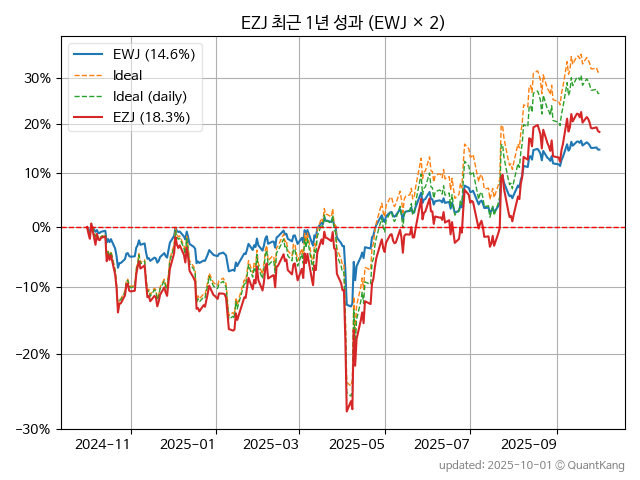 EZJ 최근 1년 성과 (EWJ × 2)
EWJ (14.6%)
Ideal
Ideal (daily)
EZJ (18.3%)
30%
20%
10%
0%
−10%
−20%
−30%
2024-11
2025-01
2025-03
2025-05
2025-07
2025-09
updated: 2025-10-01 © QuantKang